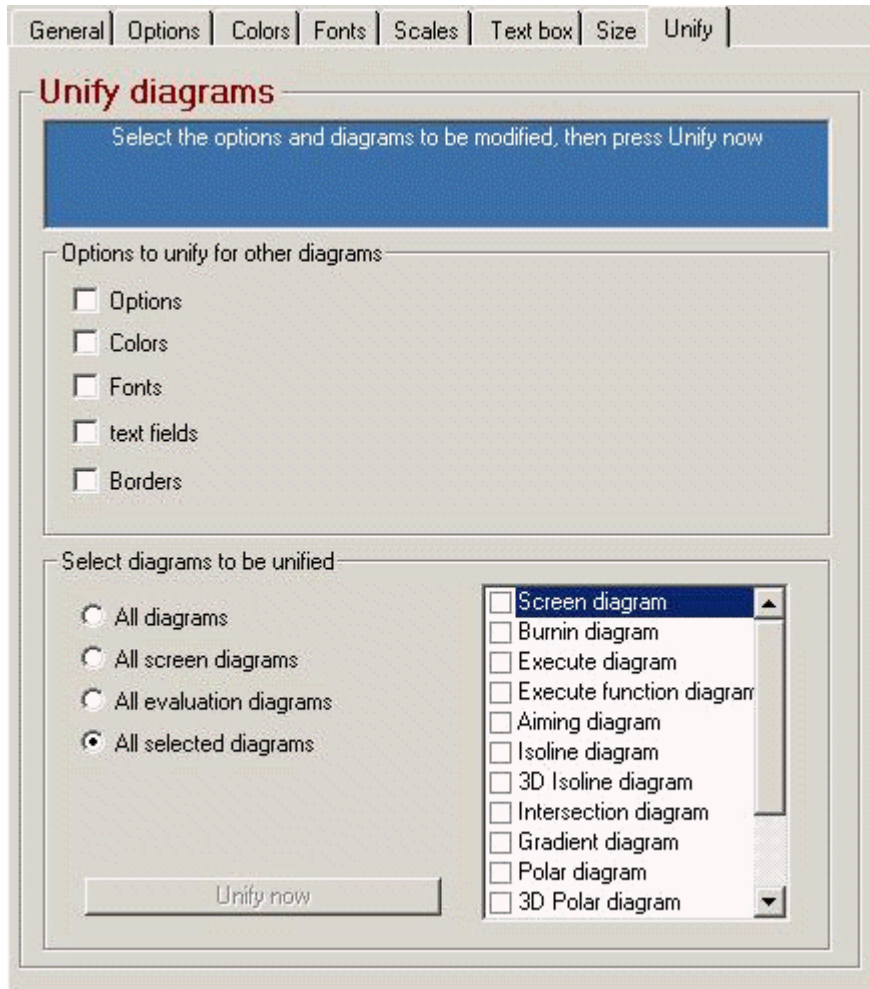 General Options Colors Fonts Scales Text box Size Unify
Unify diagrams
Select the options and diagrams to be modified, then press Unify now
Options to unify for other diagrams
Options
Colors
Fonts
text fields
Borders
Select diagrams to be unified
All diagrams
All screen diagrams
All evaluation diagrams
All selected diagrams
Unify now
Screen diagram
Burnin diagram
Execute diagram
Execute function diagram
Aiming diagram
Isoline diagram
3D Isoline diagram
Intersection diagram
Gradient diagram
Polar diagram
3D Polar diagram